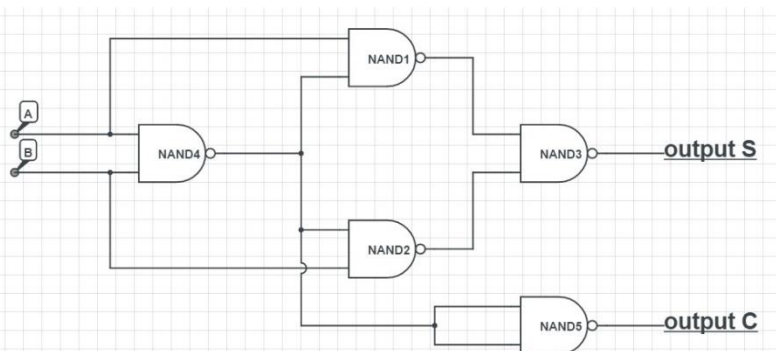 NAND1
A
B
NAND4
NAND3
output S
NAND2
NAND5
output C